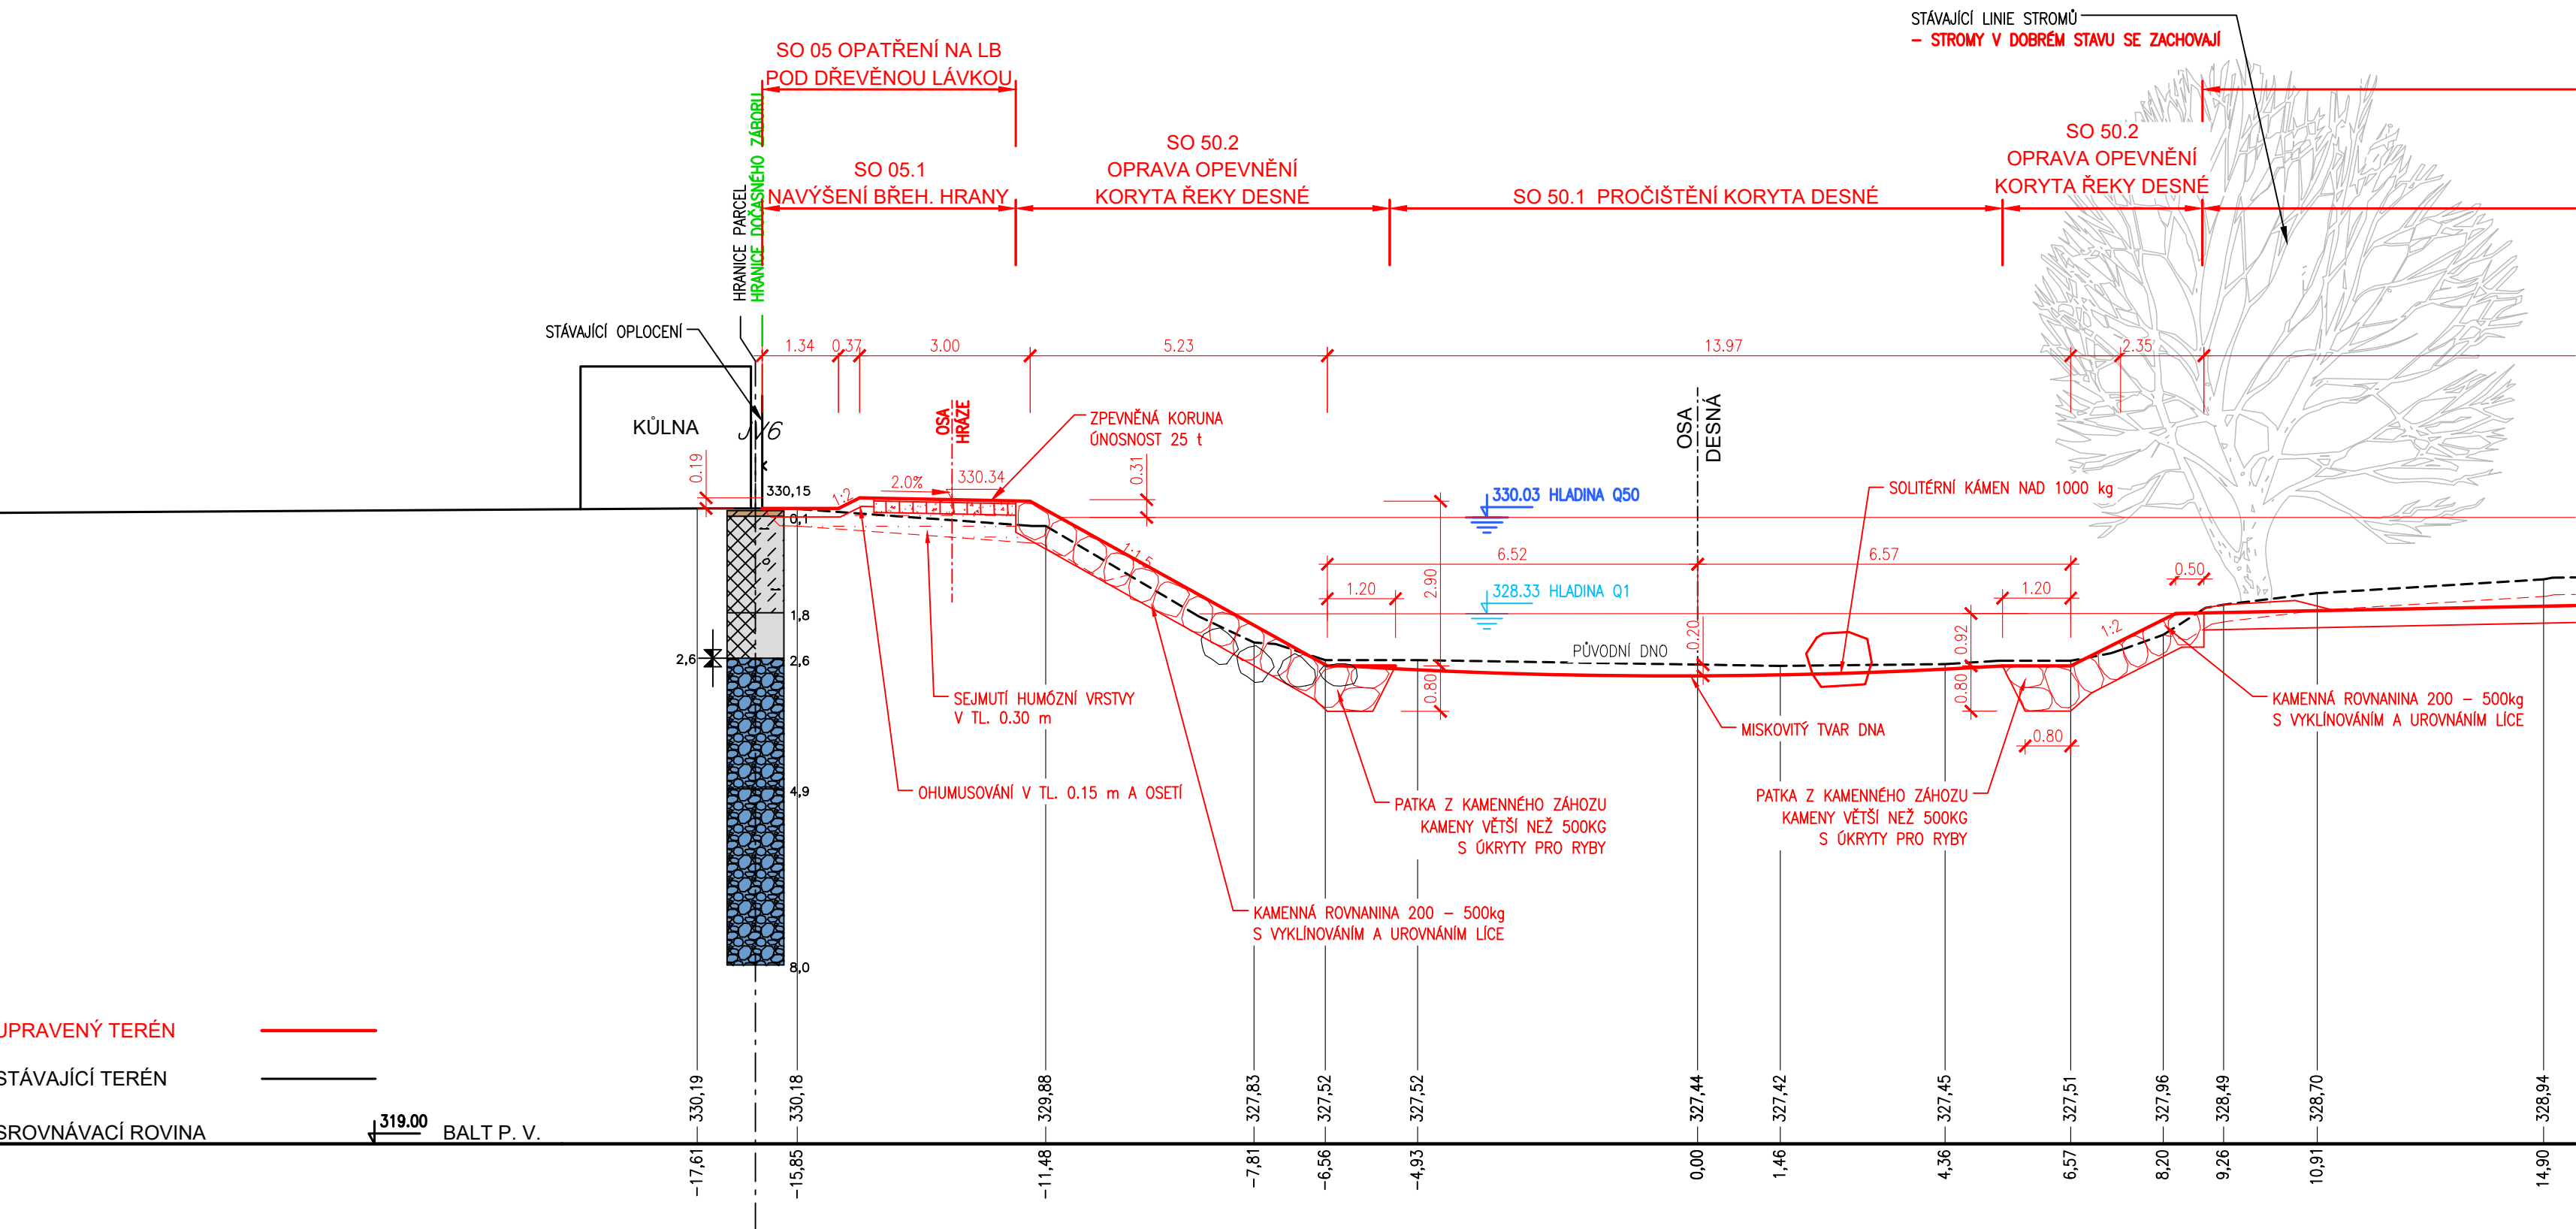 STÁVAJÍCÍ LINIE STROMŮ
– STROMY V DOBRÉM STAVU SE ZACHOVAJÍ
SO 05 OPATŘENÍ NA LB
POD DŘEVĚNOU LÁVKOU
SO 05.1
NAVÝŠENÍ BŘEH. HRANY
SO 50.2
OPRAVA OPEVNĚNÍ
KORYTA ŘEKY DESNÉ
SO 50.1 PROČIŠTĚNÍ KORYTA DESNÉ
SO 50.2
OPRAVA OPEVNĚNÍ
KORYTA ŘEKY DESNÉ
HRANICE PARCEL
HRANICE DOČASNÉHO ZÁBORU
STÁVAJÍCÍ OPLOCENÍ
1.34
0.37
3.00
5.23
13.97
2.35
KŮLNA
JV6
OSA
HRÁZE
ZPEVNĚNÁ KORUNA
ÚNOSNOST 25 t
OSA
DESNÁ
0.19
330,15
1:2
2.0%
330.34
0.31
330.03 HLADINA Q50
SOLITÉRNÍ KÁMEN NAD 1000 kg
0,1
1:1.5
6.52
6.57
2.90
1.20
328.33 HLADINA Q1
1.20
0.50
1,8
2,6
2,6
4,9
8,0
PŮVODNÍ DNO
0.20
0.92
1:2
0.80
0.80
0.80
SEJMUTÍ HUMÓZNÍ VRSTVY
V TL. 0.30 m
MISKOVITÝ TVAR DNA
KAMENNÁ ROVNANINA 200 – 500kg
S VYKLÍNOVÁNÍM A UROVNÁNÍM LÍCE
OHUMUSOVÁNÍ V TL. 0.15 m A OSETÍ
PATKA Z KAMENNÉHO ZÁHOZU
KAMENY VĚTŠÍ NEŽ 500KG
S ÚKRYTY PRO RYBY
PATKA Z KAMENNÉHO ZÁHOZU
KAMENY VĚTŠÍ NEŽ 500KG
S ÚKRYTY PRO RYBY
KAMENNÁ ROVNANINA 200 – 500kg
S VYKLÍNOVÁNÍM A UROVNÁNÍM LÍCE
UPRAVENÝ TERÉN
STÁVAJÍCÍ TERÉN
SROVNÁVACÍ ROVINA
319.00
BALT P. V.
330,19
330,18
329,88
327,83
327,52
327,52
327,44
327,42
327,45
327,51
327,96
328,49
328,70
328,94
-17,61
-15,85
-11,48
-7,81
-6,56
-4,93
0,00
1,46
4,36
6,57
8,20
9,26
10,91
14,90